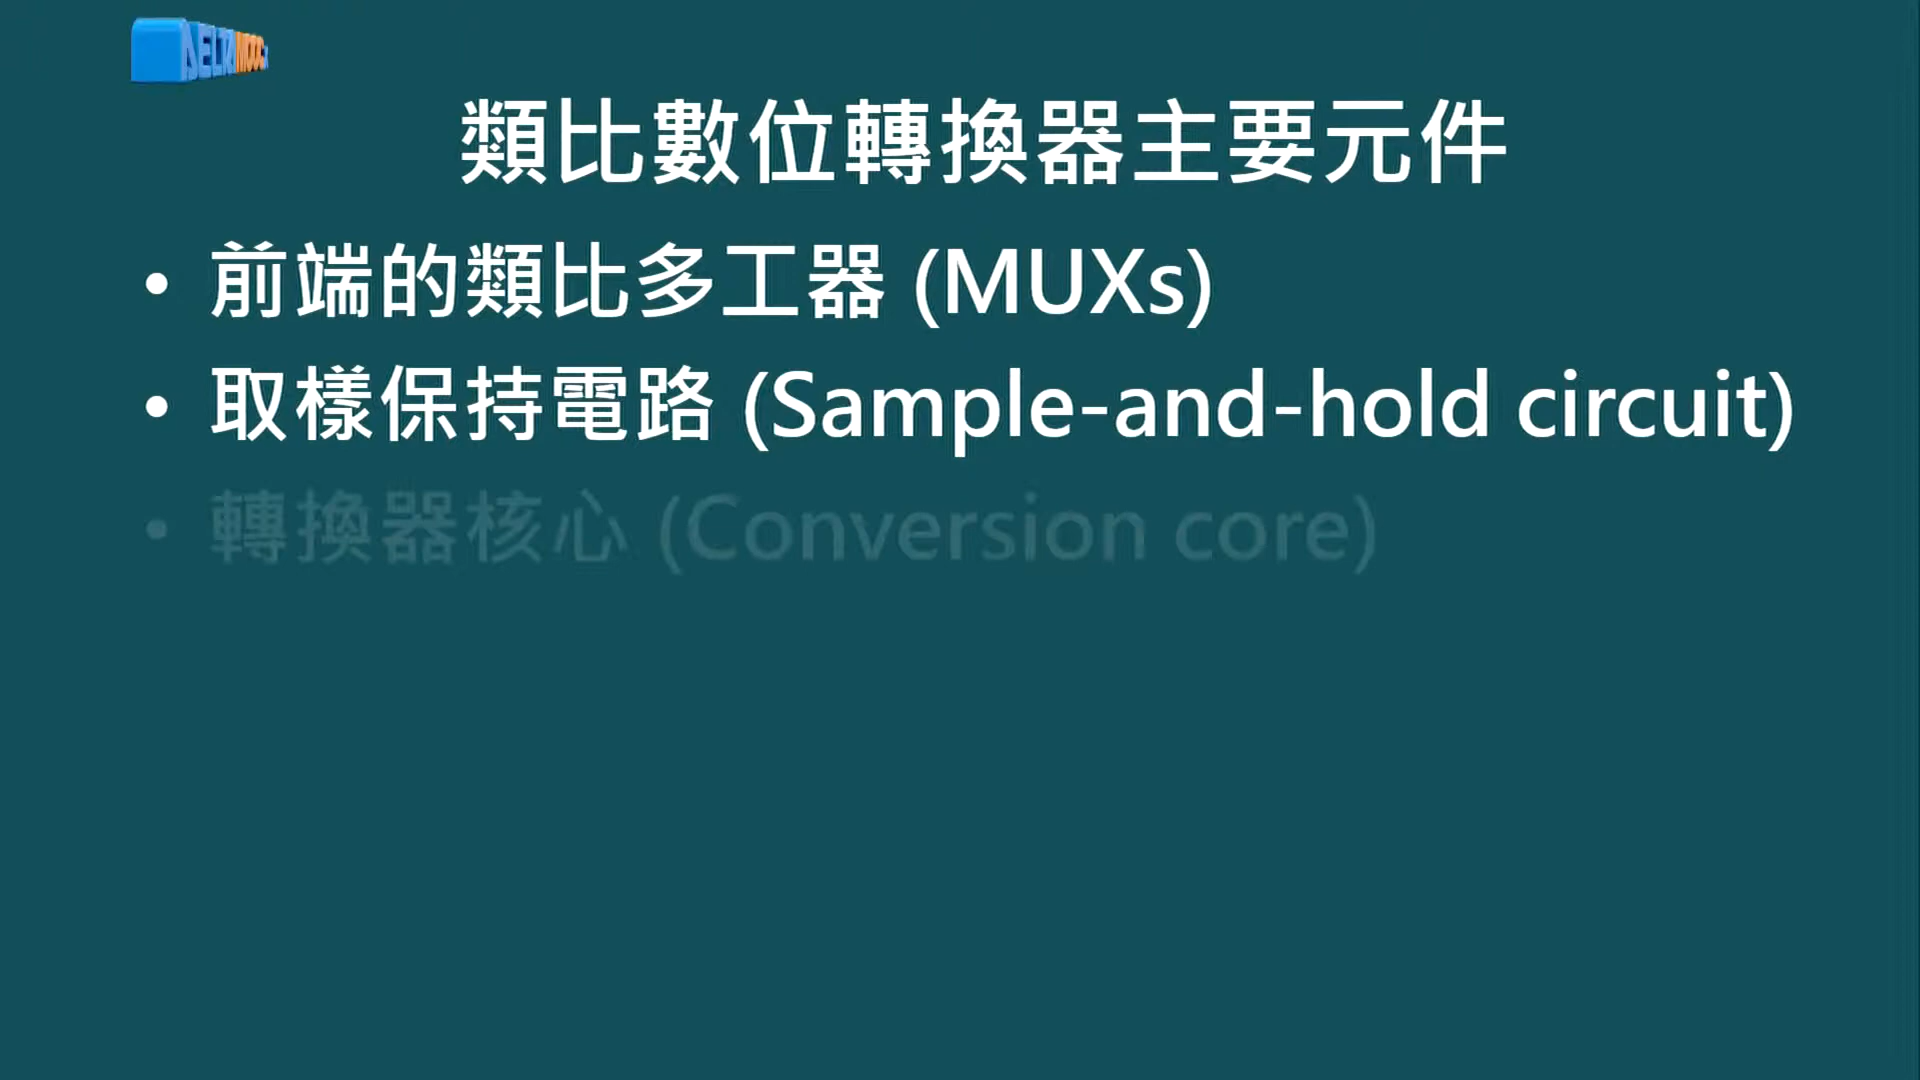 DELTAMOOCx
類比數位轉換器主要元件
• 前端的類比多工器 (MUXs)
• 取樣保持電路 (Sample-and-hold circuit)
• 轉換器核心 (Conversion core)